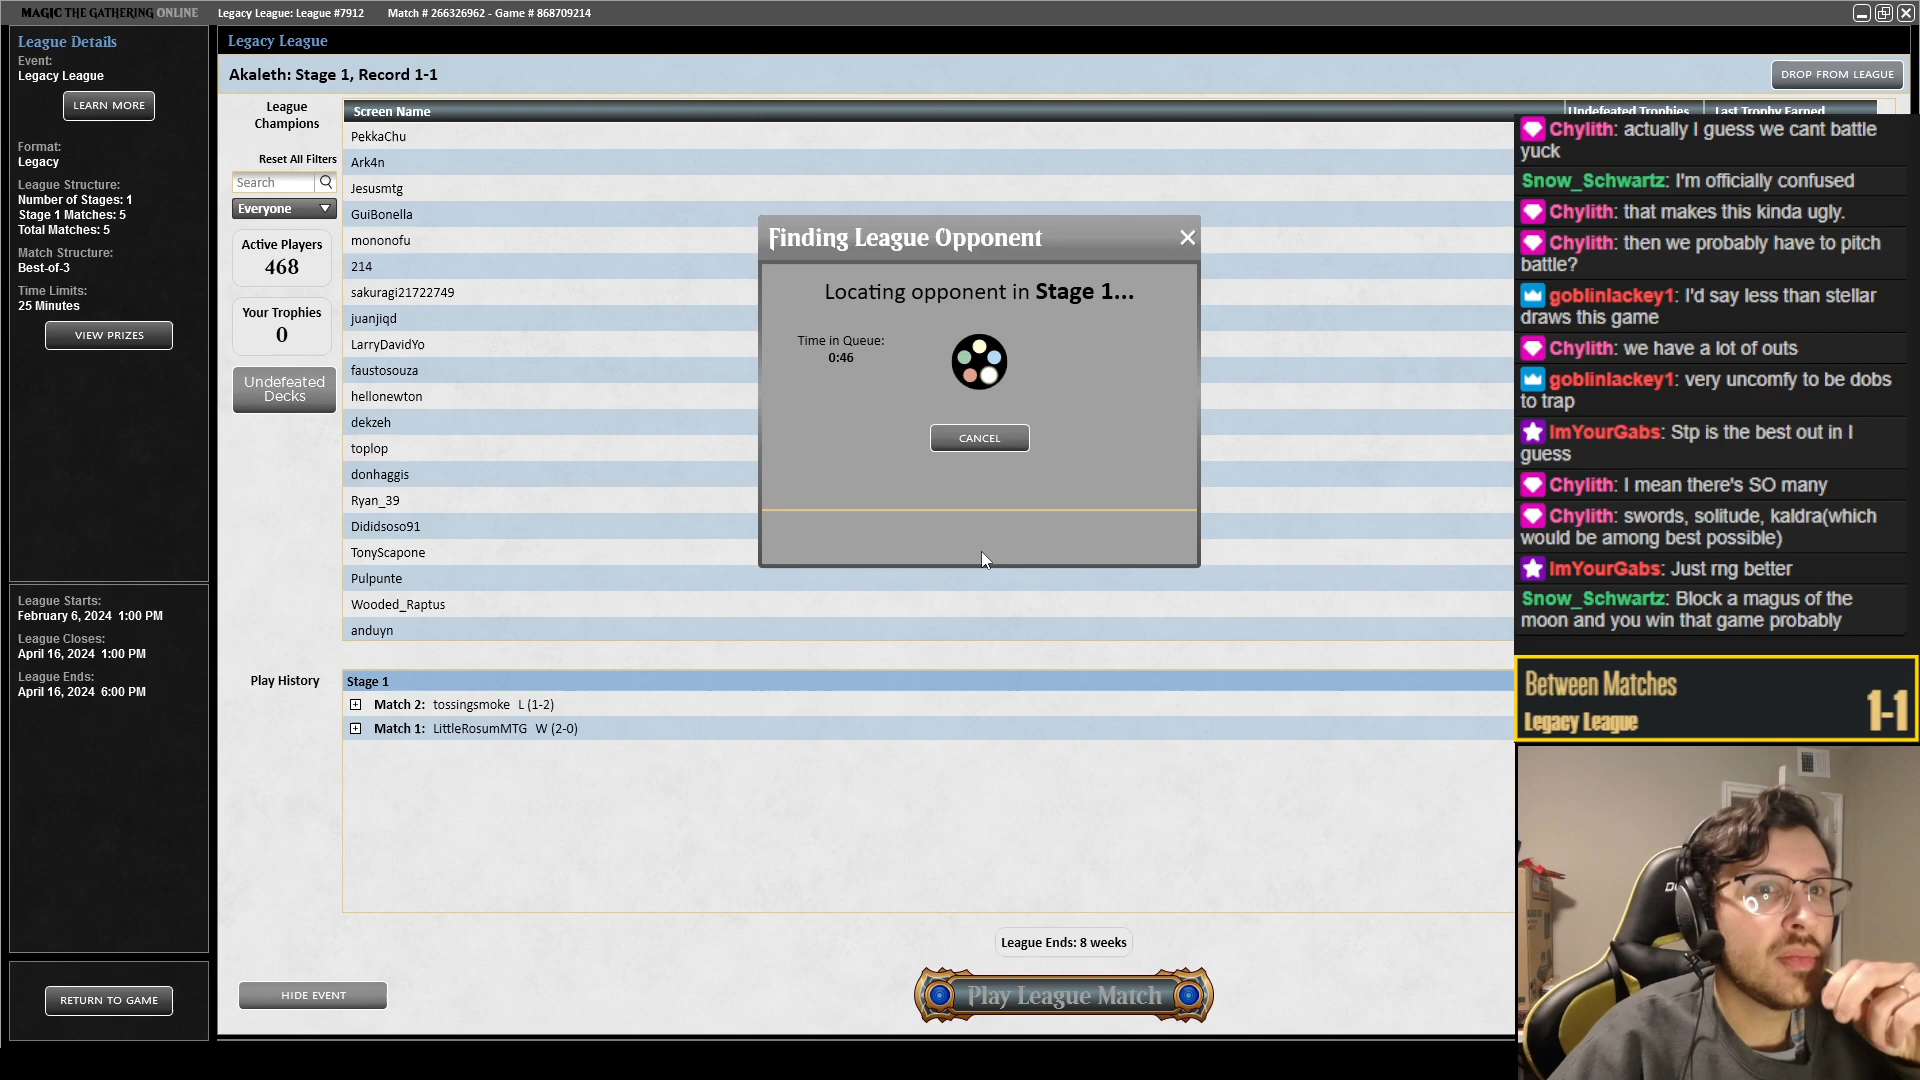 MAGIC THE GATHERING ONLINE
Legacy League: League #7912
Match # 266326962 - Game # 868709214
League Details
Event:
Legacy League
LEARN MORE
Format:
Legacy
League Structure:
Number of Stages: 1
Stage 1 Matches: 5
Total Matches: 5
Match Structure:
Best-of-3
Time Limits:
25 Minutes
VIEW PRIZES
League Starts:
February 6, 2024 1:00 PM
League Closes:
April 16, 2024 1:00 PM
League Ends:
April 16, 2024 6:00 PM
RETURN TO GAME
Legacy League
Akaleth: Stage 1, Record 1-1
DROP FROM LEAGUE
League
Champions
Reset All Filters
Search
Everyone
Active Players
468
Your Trophies
0
Undefeated
Decks
Screen Name
Undefeated Trophies
Last Trophy Earned
PekkaChu
Ark4n
Jesusmtg
GuiBonella
mononofu
214
sakuragi21722749
juanjiqd
LarryDavidYo
faustosouza
hellonewton
dekzeh
toplop
donhaggis
Ryan_39
Dididsoso91
TonyScapone
Pulpunte
Wooded_Raptus
anduyn
Finding League Opponent
Locating opponent in Stage 1...
Time in Queue:
0:46
CANCEL
Play History
Stage 1
Match 2: tossingsmoke L (1-2)
Match 1: LittleRosumMTG W (2-0)
League Ends: 8 weeks
HIDE EVENT
Play League Match
Chylith: actually I guess we cant battle
yuck
Snow_Schwartz: I'm officially confused
Chylith: that makes this kinda ugly.
Chylith: then we probably have to pitch
battle?
goblinlackey1: I'd say less than stellar
draws this game
Chylith: we have a lot of outs
goblinlackey1: very uncomfy to be dobs
to trap
ImYourGabs: Stp is the best out in I
guess
Chylith: I mean there's SO many
Chylith: swords, solitude, kaldra(which
would be among best possible)
ImYourGabs: Just rng better
Snow_Schwartz: Block a magus of the
moon and you win that game probably
Between Matches
Legacy League
1-1